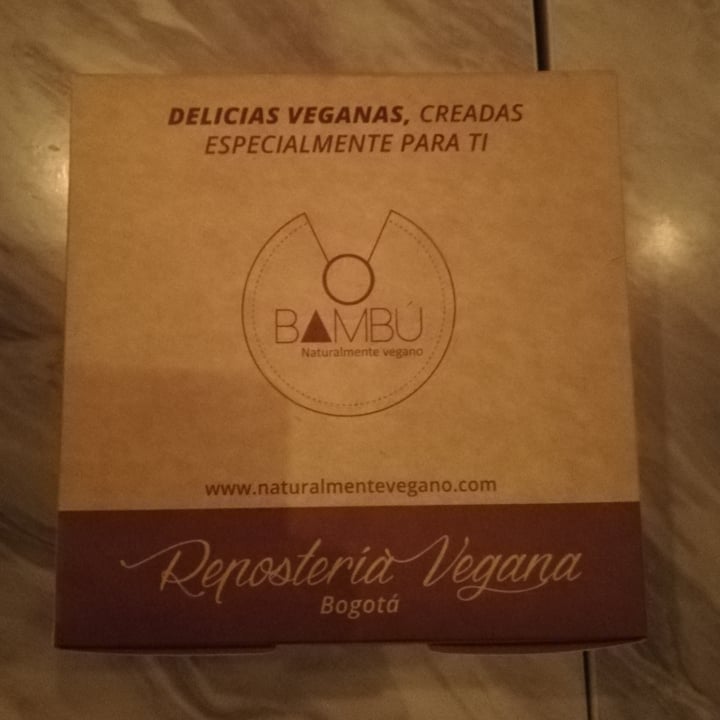 DELICIAS VEGANAS, CREADAS
ESPECIALMENTE PARA TI
BAMBÚ
Naturalmente vegano
www.naturalmentevegano.com
Repostería Vegana
Bogotá